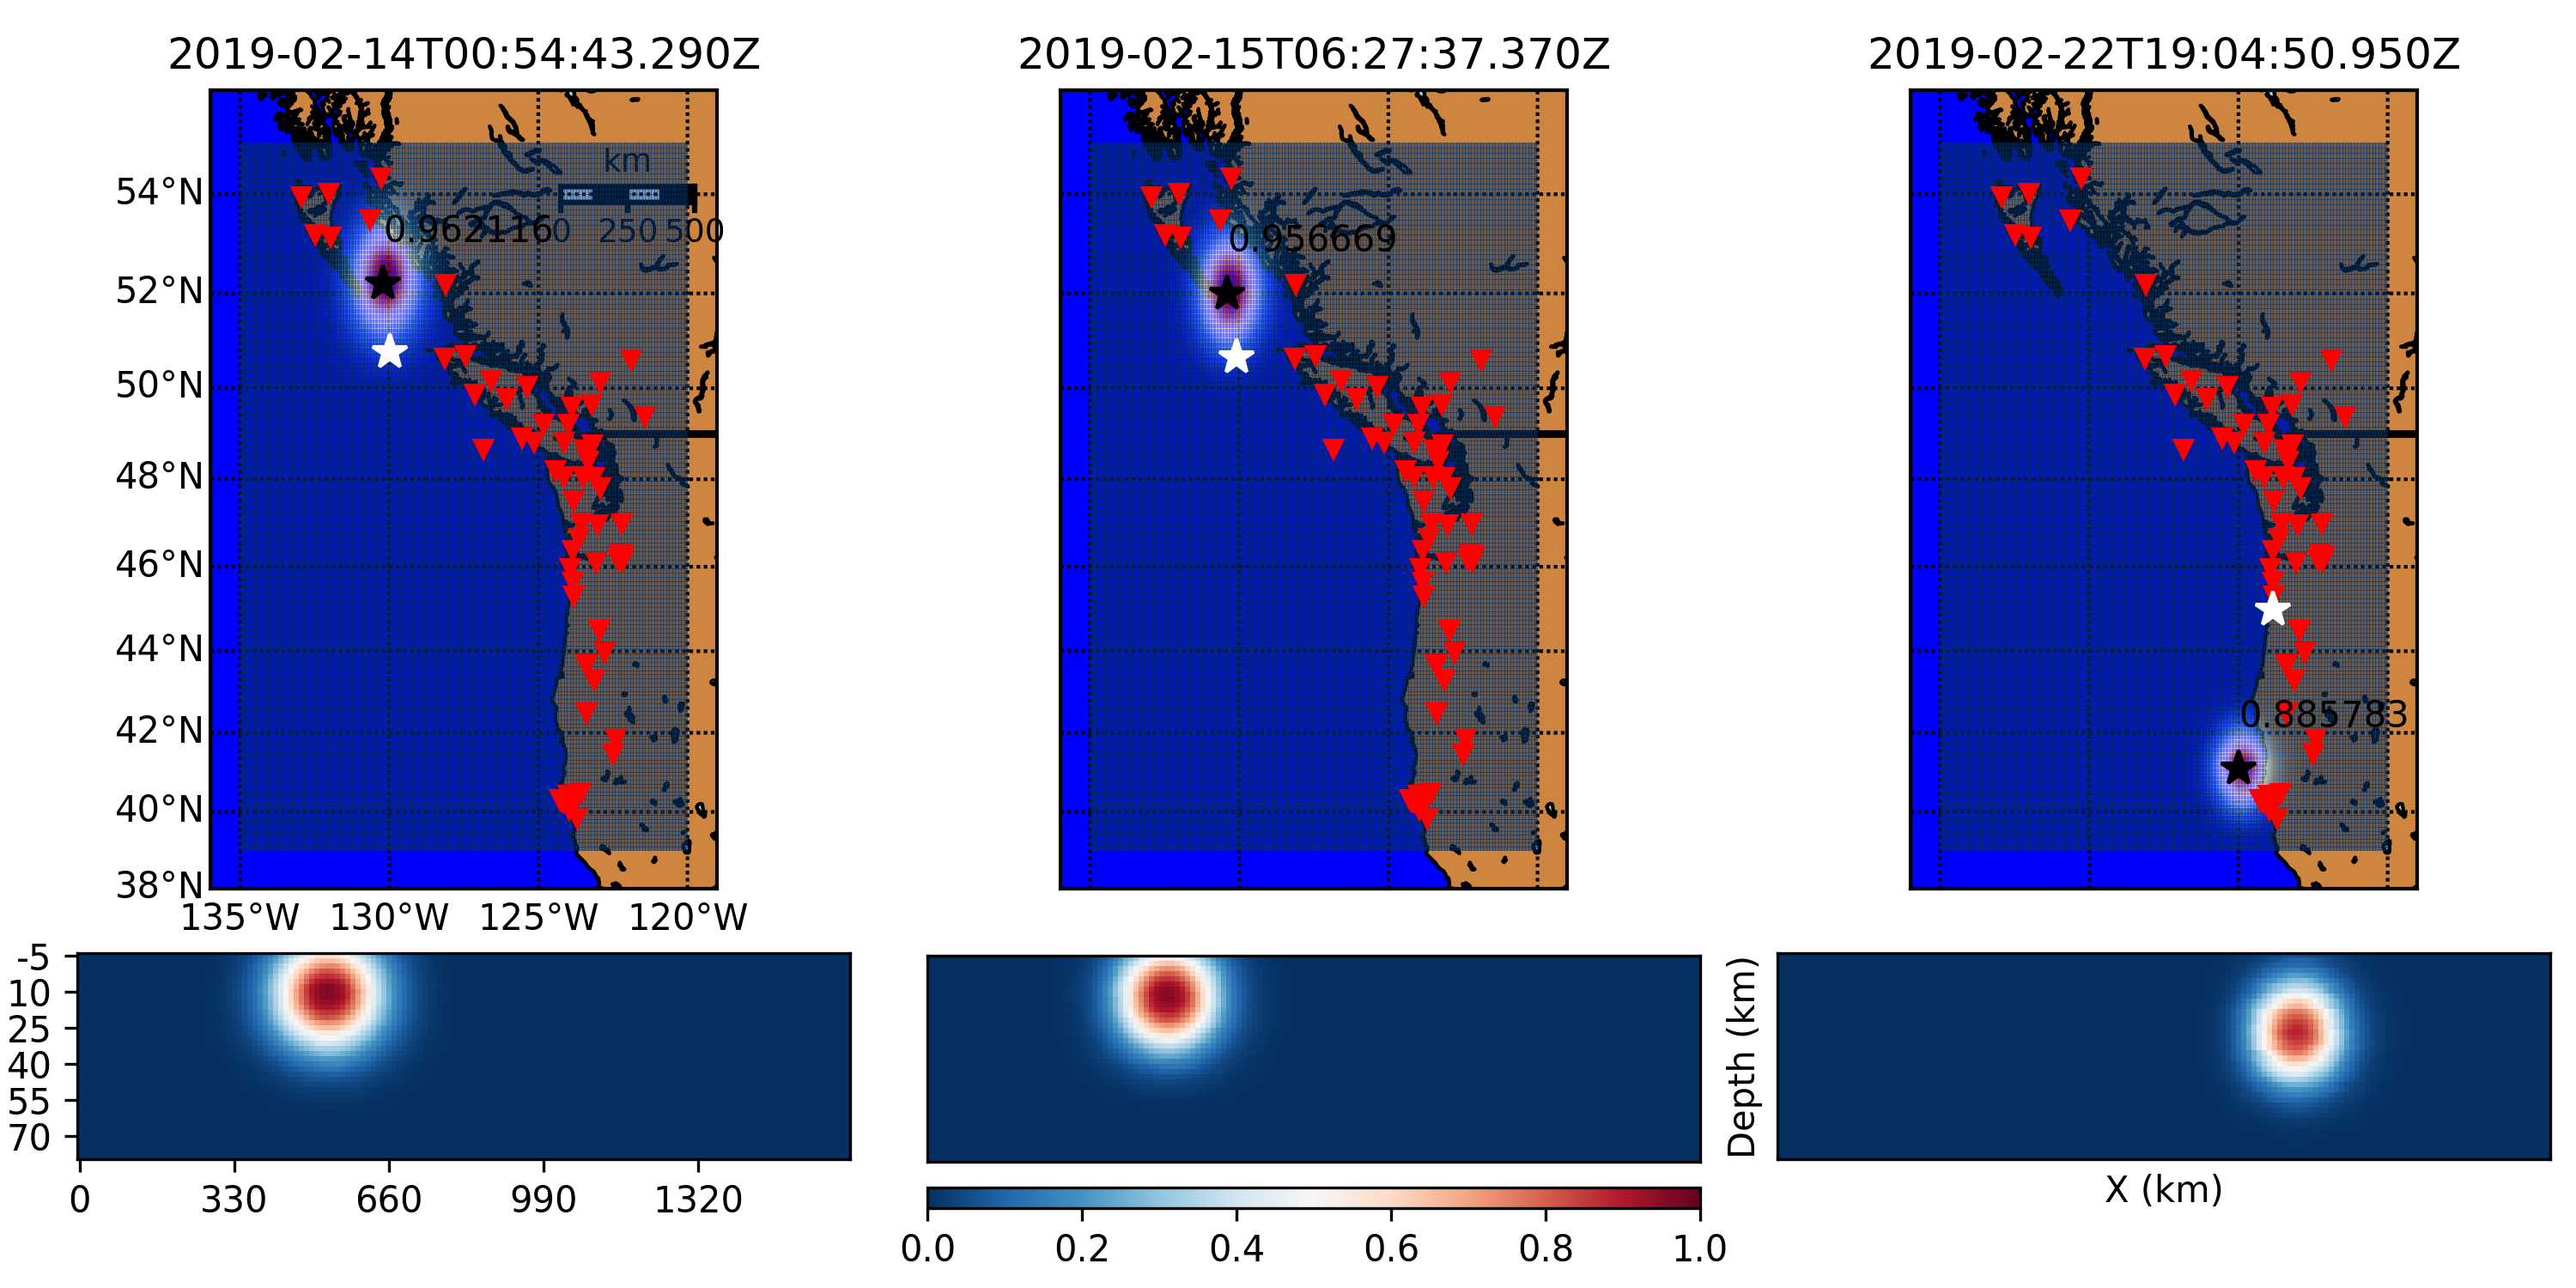 2019-02-14T00:54:43.290Z
2019-02-15T06:27:37.370Z
2019-02-22T19:04:50.950Z
km
0 250 500
0.962116
0.956669
0.885783
54°N
52°N
50°N
48°N
46°N
44°N
42°N
40°N
38°N
135°W 130°W 125°W 120°W
-5
10
25
40
55
70
0 330 660 990 1320
0.0 0.2 0.4 0.6 0.8 1.0
Depth (km)
X (km)